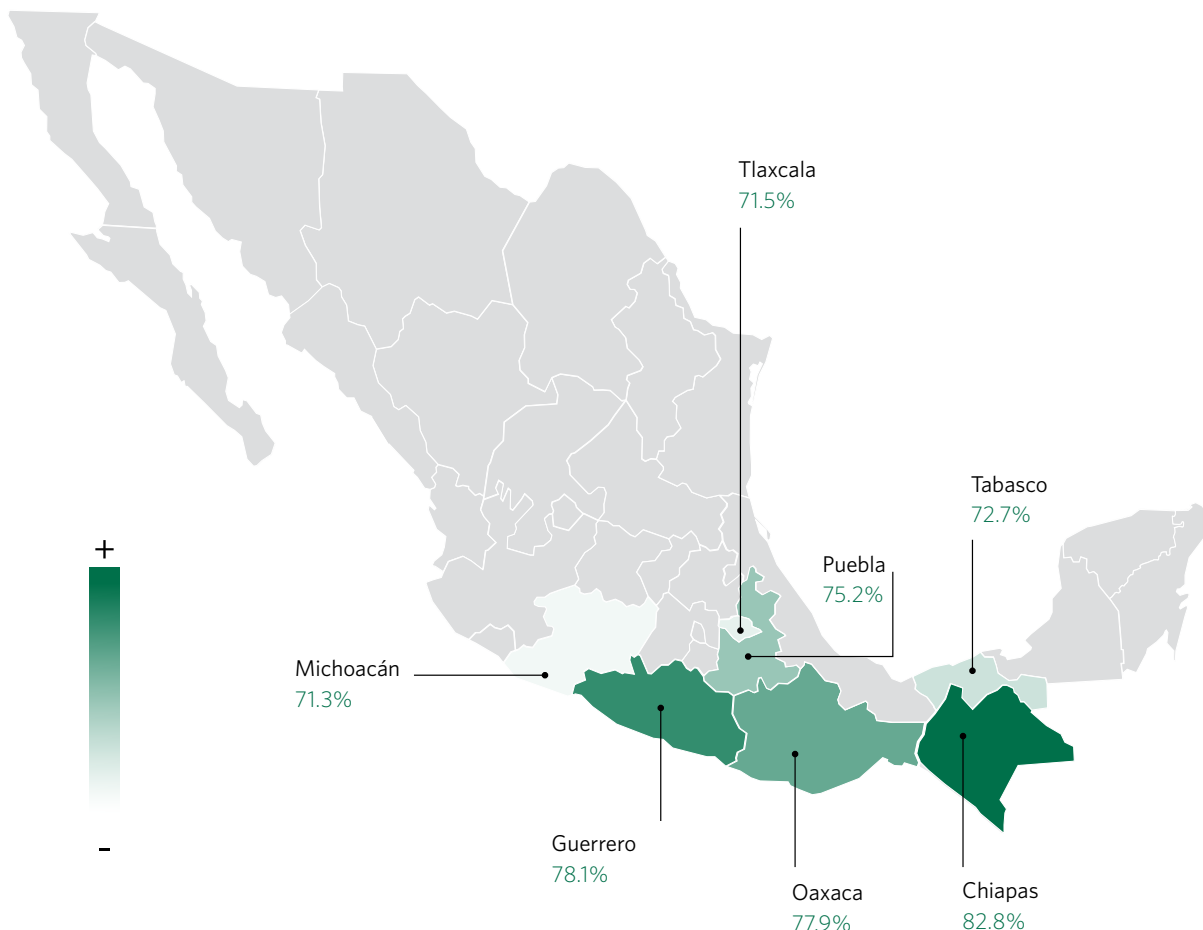 Tlaxcala
71.5%
Tabasco
72.7%
+
Puebla
75.2%
Michoacán
71.3%
-
Guerrero
78.1%
Oaxaca
77.9%
Chiapas
82.8%